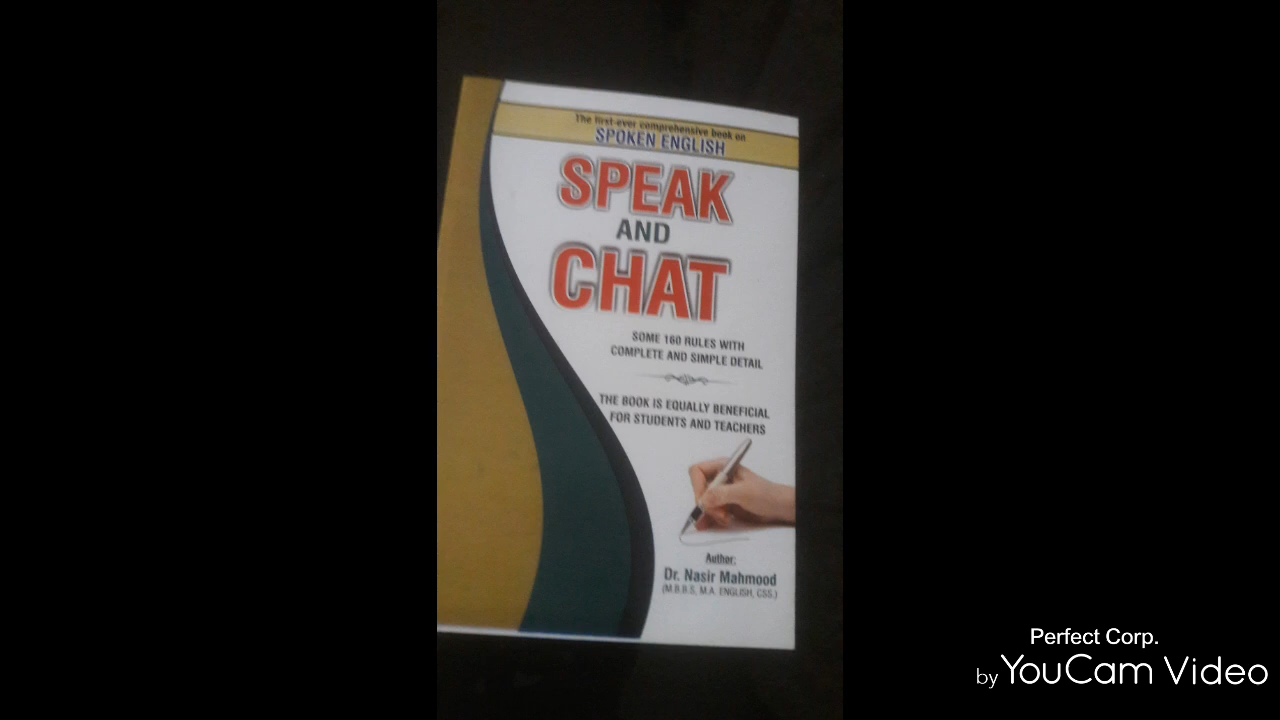 The first-ever comprehensive book on
SPOKEN ENGLISH
SPEAK
AND
CHAT
SOME 160 RULES WITH
COMPLETE AND SIMPLE DETAIL
THE BOOK IS EQUALLY BENEFICIAL
FOR STUDENTS AND TEACHERS
Author:
Dr. Nasir Mahmood
(M.B.B.S, M.A. ENGLISH, CSS.)
Perfect Corp.
by YouCam Video